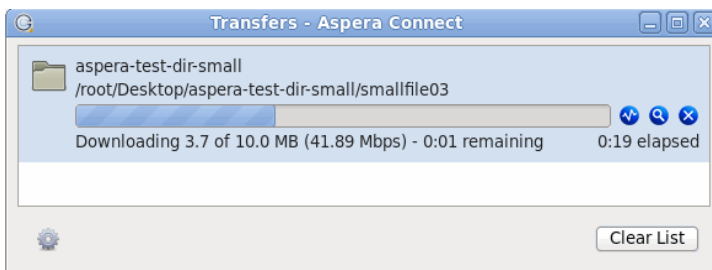 Transfers - Aspera Connect
aspera-test-dir-small
/root/Desktop/aspera-test-dir-small/smallfile03
Downloading 3.7 of 10.0 MB (41.89 Mbps) - 0:01 remaining 0:19 elapsed
Clear List